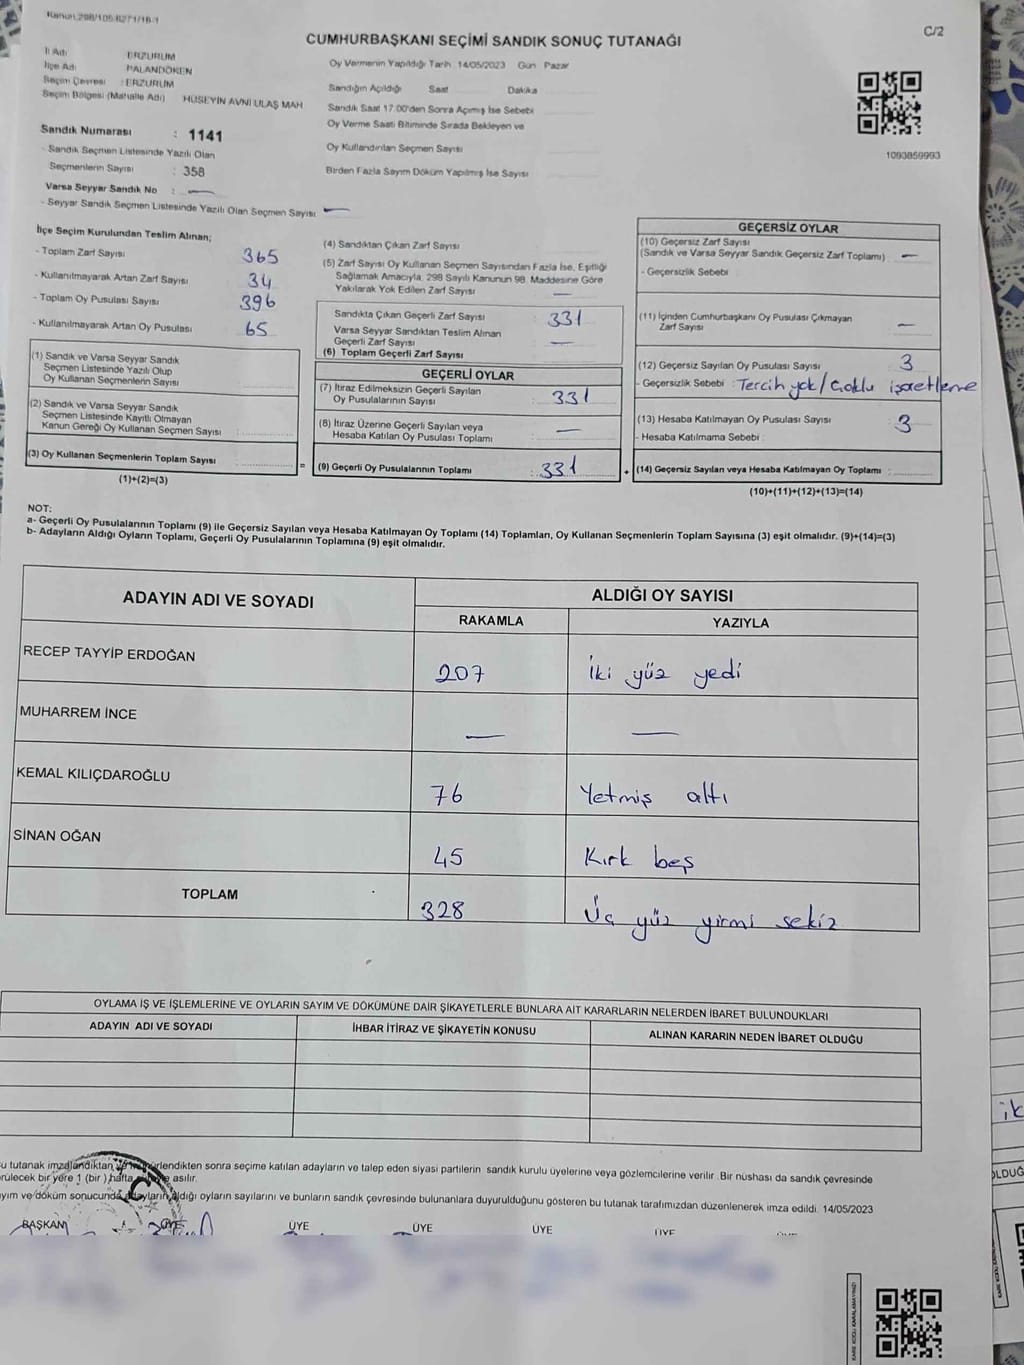 Kanun:298/105-827/1/16-1
C/2
CUMHURBAŞKANI SEÇİMİ SANDIK SONUÇ TUTANAĞI
İl Adı : ERZURUM
İlçe Adı : PALANDÖKEN
Seçim Çevresi : ERZURUM
Seçim Bölgesi (Mahalle Adı) HÜSEYİN AVNİ ULAŞ MAH
Sandık Numarası : 1141
- Sandık Seçmen Listesinde Yazılı Olan
Seçmenlerin Sayısı : 358
Varsa Seyyar Sandık No : —
- Seyyar Sandık Seçmen Listesinde Yazılı Olan Seçmen Sayısı: —
Oy Vermenin Yapıldığı Tarih 14/05/2023 Gün Pazar
Sandığın Açıldığı Saat Dakika
Sandık Saat 17.00'den Sonra Açılmış İse Sebebi
Oy Verme Saati Bitiminde Sırada Bekleyen ve
Oy Kullandırılan Seçmen Sayısı
Birden Fazla Sayım Döküm Yapılmış İse Sayısı
1093859993
İlçe Seçim Kurulundan Teslim Alınan;
- Toplam Zarf Sayısı 365
- Kullanılmayarak Artan Zarf Sayısı 34
- Toplam Oy Pusulası Sayısı 396
- Kullanılmayarak Artan Oy Pusulası 65
(1) Sandık ve Varsa Seyyar Sandık
Seçmen Listesinde Yazılı Olup
Oy Kullanan Seçmenlerin Sayısı
(2) Sandık ve Varsa Seyyar Sandık
Seçmen Listesinde Kayıtlı Olmayan
Kanun Gereği Oy Kullanan Seçmen Sayısı
(3) Oy Kullanan Seçmenlerin Toplam Sayısı =
(1)+(2)=(3)
(4) Sandıktan Çıkan Zarf Sayısı
(5) Zarf Sayısı Oy Kullanan Seçmen Sayısından Fazla İse, Eşitliği
Sağlamak Amacıyla, 298 Sayılı Kanunun 98. Maddesine Göre
Yakılarak Yok Edilen Zarf Sayısı —
Sandıkta Çıkan Geçerli Zarf Sayısı 331
Varsa Seyyar Sandıktan Teslim Alınan
Geçerli Zarf Sayısı —
(6) Toplam Geçerli Zarf Sayısı
GEÇERLİ OYLAR
(7) İtiraz Edilmeksizin Geçerli Sayılan
Oy Pusulalarının Sayısı 331
(8) İtiraz Üzerine Geçerli Sayılan veya
Hesaba Katılan Oy Pusulası Toplamı —
(9) Geçerli Oy Pusulalarının Toplamı : 331 +
GEÇERSİZ OYLAR
(10) Geçersiz Zarf Sayısı
(Sandık ve Varsa Seyyar Sandık Geçersiz Zarf Toplamı) —
- Geçersizlik Sebebi
(11) İçinden Cumhurbaşkanı Oy Pusulası Çıkmayan
Zarf Sayısı —
(12) Geçersiz Sayılan Oy Pusulası Sayısı 3
- Geçersizlik Sebebi : Tercih yok/Çoklu işaretleme
(13) Hesaba Katılmayan Oy Pusulası Sayısı 3
- Hesaba Katılmama Sebebi
(14) Geçersiz Sayılan veya Hesaba Katılmayan Oy Toplamı :
(10)+(11)+(12)+(13)=(14)
NOT:
a- Geçerli Oy Pusulalarının Toplamı (9) ile Geçersiz Sayılan veya Hesaba Katılmayan Oy Toplamı (14) Toplamları, Oy Kullanan Seçmenlerin Toplam Sayısına (3) eşit olmalıdır. (9)+(14)=(3)
b- Adayların Aldığı Oyların Toplamı, Geçerli Oy Pusulalarının Toplamına (9) eşit olmalıdır.
ADAYIN ADI VE SOYADI ALDIĞI OY SAYISI
RAKAMLA YAZIYLA
RECEP TAYYİP ERDOĞAN 207 İki yüz yedi
MUHARREM İNCE — —
KEMAL KILIÇDAROĞLU 76 Yetmiş altı
SİNAN OĞAN 45 Kırk beş
TOPLAM 328 Üç yüz yirmi sekiz
OYLAMA İŞ VE İŞLEMLERİNE VE OYLARIN SAYIM VE DÖKÜMÜNE DAİR ŞİKAYETLERLE BUNLARA AİT KARARLARIN NELERDEN İBARET BULUNDUKLARI
ADAYIN ADI VE SOYADI İHBAR İTİRAZ VE ŞİKAYETİN KONUSU ALINAN KARARIN NEDEN İBARET OLDUĞU
u tutanak imzalandıktan ve mühürlendikten sonra seçime katılan adayların ve talep eden siyasi partilerin sandık kurulu üyelerine veya gözlemcilerine verilir. Bir nüshası da sandık çevresinde
rülecek bir yere 1 (bir) hafta asılır.
yım ve döküm sonucunda adayların aldığı oyların sayılarını ve bunların sandık çevresinde bulunanlara duyurulduğunu gösteren bu tutanak tarafımızdan düzenlenerek imza edildi. 14/05/2023
BAŞKAN ÜYE ÜYE ÜYE ÜYE ÜYE